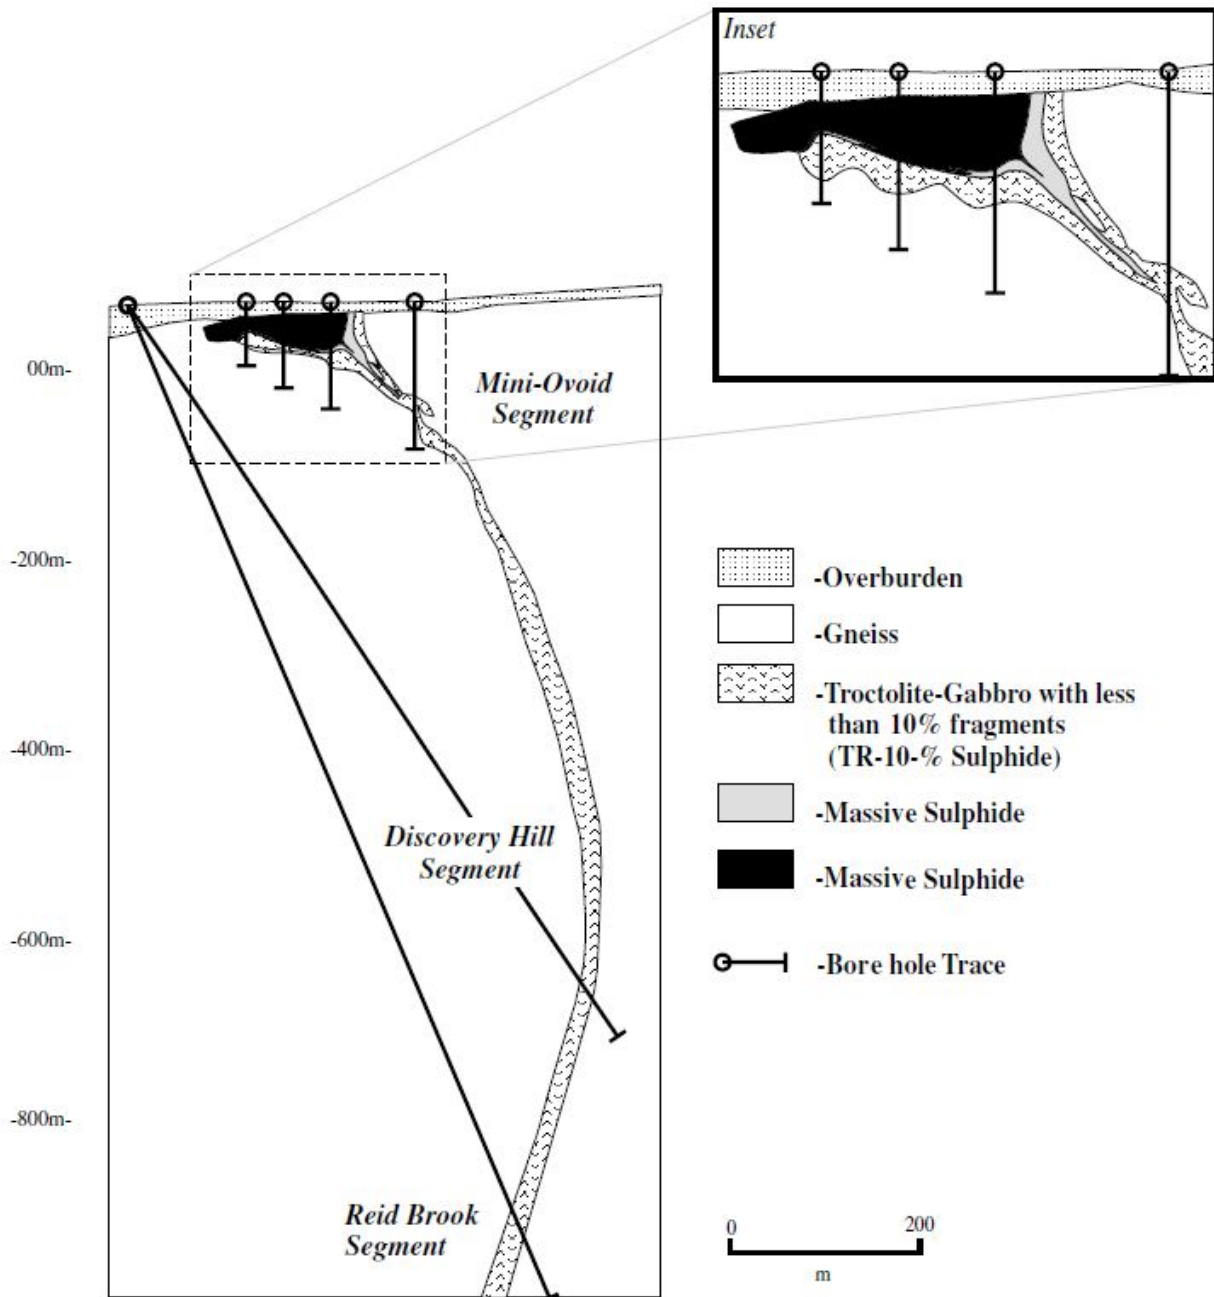 Inset
00m-
Mini-Ovoid
Segment
-200m-
-400m-
Discovery Hill
Segment
-600m-
-800m-
Reid Brook
Segment
-Overburden
-Gneiss
-Troctolite-Gabbro with less
than 10% fragments
(TR-10-% Sulphide)
-Massive Sulphide
-Massive Sulphide
-Bore hole Trace
0 200
m